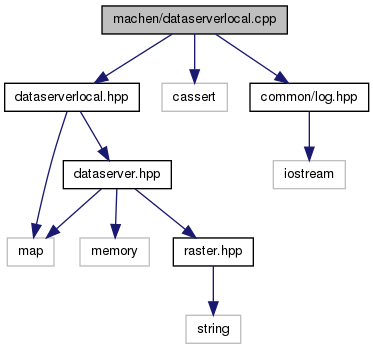 machen/dataserverlocal.cpp
dataserverlocal.hpp
cassert
common/log.hpp
dataserver.hpp
iostream
map
memory
raster.hpp
string